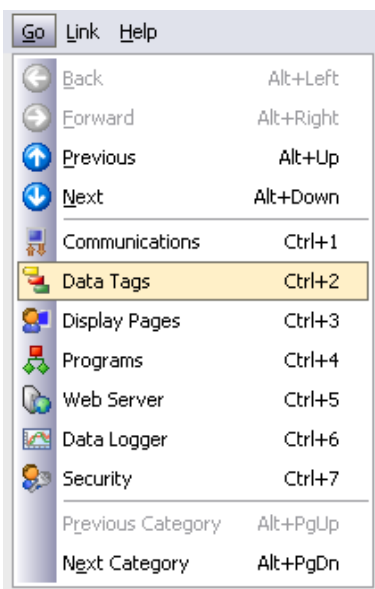 Go Link Help
Back Alt+Left
Forward Alt+Right
Previous Alt+Up
Next Alt+Down
Communications Ctrl+1
Data Tags Ctrl+2
Display Pages Ctrl+3
Programs Ctrl+4
Web Server Ctrl+5
Data Logger Ctrl+6
Security Ctrl+7
Previous Category Alt+PgUp
Next Category Alt+PgDn